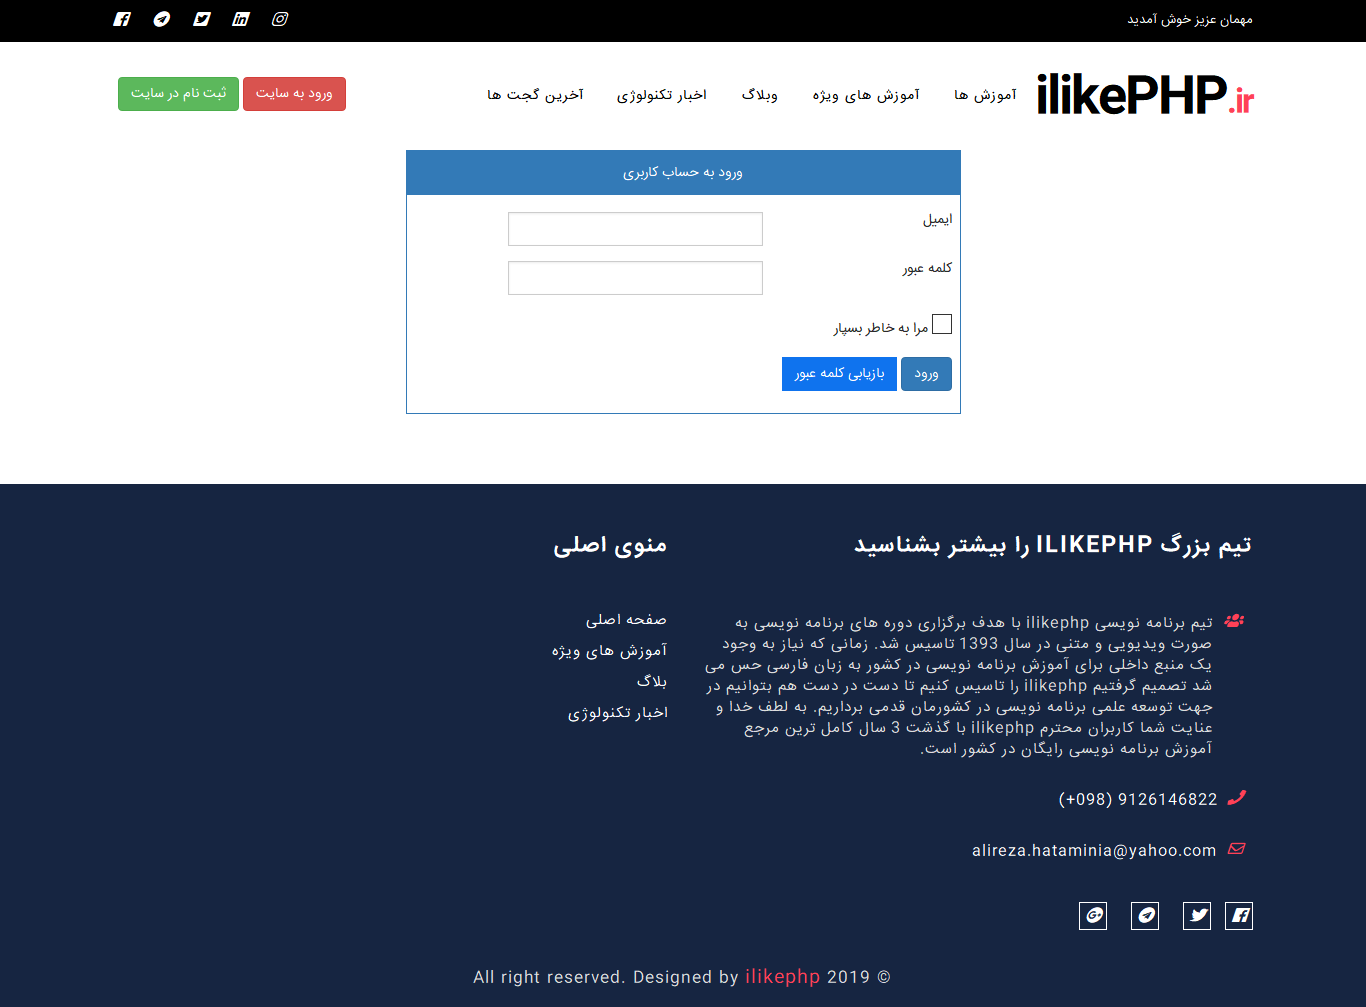 مهمان عزیز خوش آمدید
ilikePHP.ir
آموزش ها
آموزش های ویژه
وبلاگ
اخبار تکنولوژی
آخرین گجت ها
ورود به سایت
ثبت نام در سایت
ورود به حساب کاربری
ایمیل
کلمه عبور
مرا به خاطر بسپار
ورود
بازیابی کلمه عبور
تیم بزرگ ILIKEPHP را بیشتر بشناسید
تیم برنامه نویسی ilikephp با هدف برگزاری دوره های برنامه نویسی به
صورت ویدیویی و متنی در سال 1393 تاسیس شد. زمانی که نیاز به وجود
یک منبع داخلی برای آموزش برنامه نویسی در کشور به زبان فارسی حس می
شد تصمیم گرفتیم ilikephp را تاسیس کنیم تا دست در دست هم بتوانیم در
جهت توسعه علمی برنامه نویسی در کشورمان قدمی برداریم. به لطف خدا و
عنایت شما کاربران محترم ilikephp با گذشت 3 سال کامل ترین مرجع
آموزش برنامه نویسی رایگان در کشور است.
(+098) 9126146822
alireza.hataminia@yahoo.com
منوی اصلی
صفحه اصلی
آموزش های ویژه
بلاگ
اخبار تکنولوژی
All right reserved. Designed by ilikephp 2019 ©